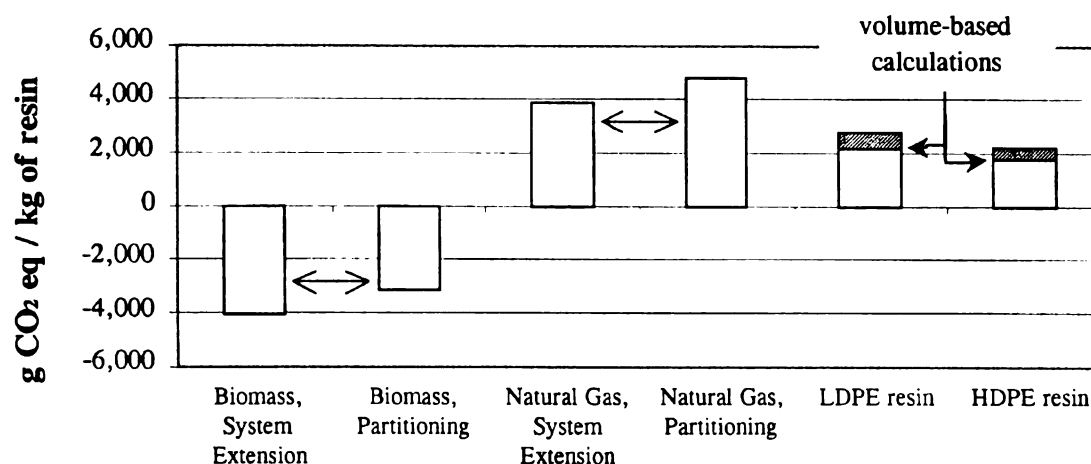 volume-based
calculations
g CO2 eq / kg of resin
6,000
4,000
2,000
0
-2,000
-4,000
-6,000
Biomass,
System
Extension
Biomass,
Partitioning
Natural Gas,
System
Extension
Natural Gas,
Partitioning
LDPE resin
HDPE resin